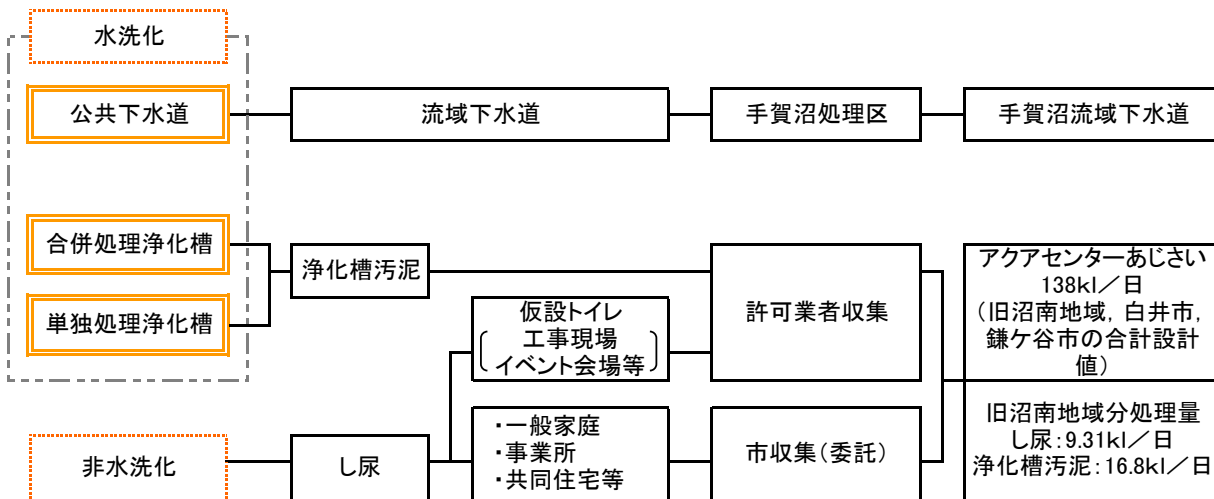 水洗化
公共下水道
流域下水道
手賀沼処理区
手賀沼流域下水道
合併処理浄化槽
単独処理浄化槽
浄化槽汚泥
仮設トイレ
工事現場
イベント会場等
許可業者収集
アクアセンターあじさい
138kl／日
（旧沼南地域，白井市，
鎌ケ谷市の合計設計
値）
非水洗化
し尿
・一般家庭
・事業所
・共同住宅等
市収集（委託）
旧沼南地域分処理量
し尿：9.31kl／日
浄化槽汚泥：16.8kl／日